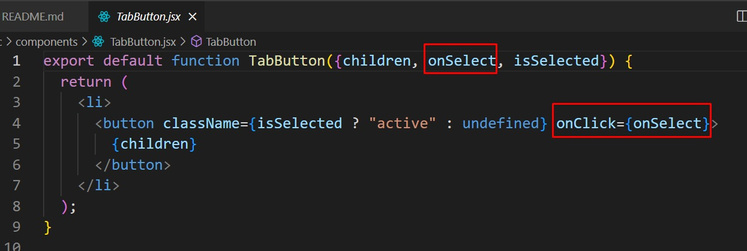 README.md TabButton.jsx ×
c > components > TabButton.jsx > TabButton
1 export default function TabButton({children, onSelect, isSelected}) {
2   return (
3     <li>
4       <button className={isSelected ? "active" : undefined} onClick={onSelect}>
5         {children}
6       </button>
7     </li>
8   );
9 }
10